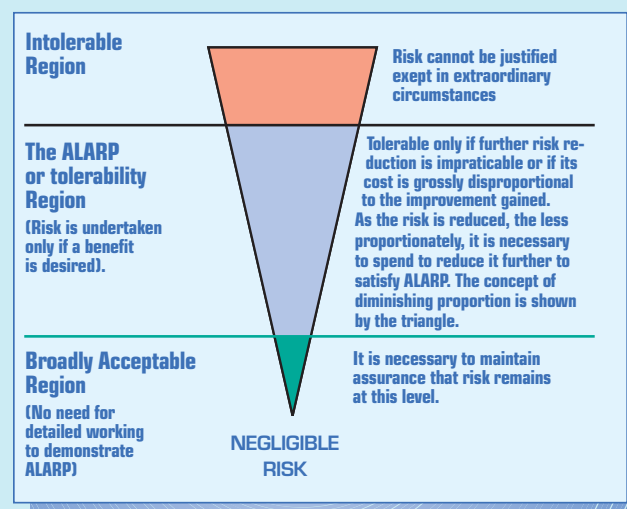 Intolerable
Region
Risk cannot be justified
exept in extraordinary
circumstances
The ALARP
or tolerability
Region
(Risk is undertaken
only if a benefit
is desired).
Tolerable only if further risk re-
duction is impraticable or if its
cost is grossly disproportional
to the improvement gained.
As the risk is reduced, the less
proportionately, it is necessary
to spend to reduce it further to
satisfy ALARP. The concept of
diminishing proportion is shown
by the triangle.
Broadly Acceptable
Region
(No need for
detailed working
to demonstrate
ALARP)
It is necessary to maintain
assurance that risk remains
at this level.
NEGLIGIBLE
RISK